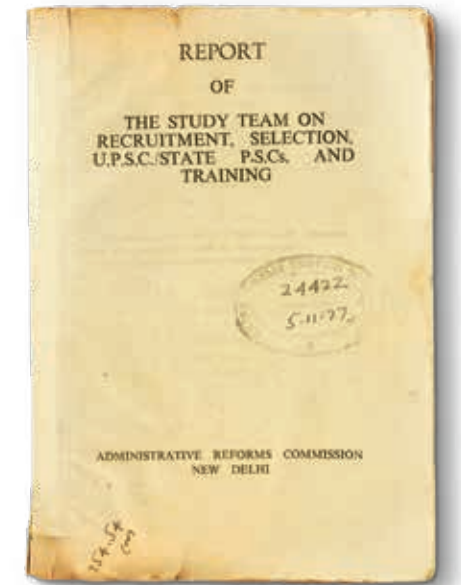 REPORT
OF
THE STUDY TEAM ON
RECRUITMENT, SELECTION,
U.P.S.C./STATE P.S.Cs. AND
TRAINING
24422
5-11-77
ADMINISTRATIVE REFORMS COMMISSION
NEW DELHI